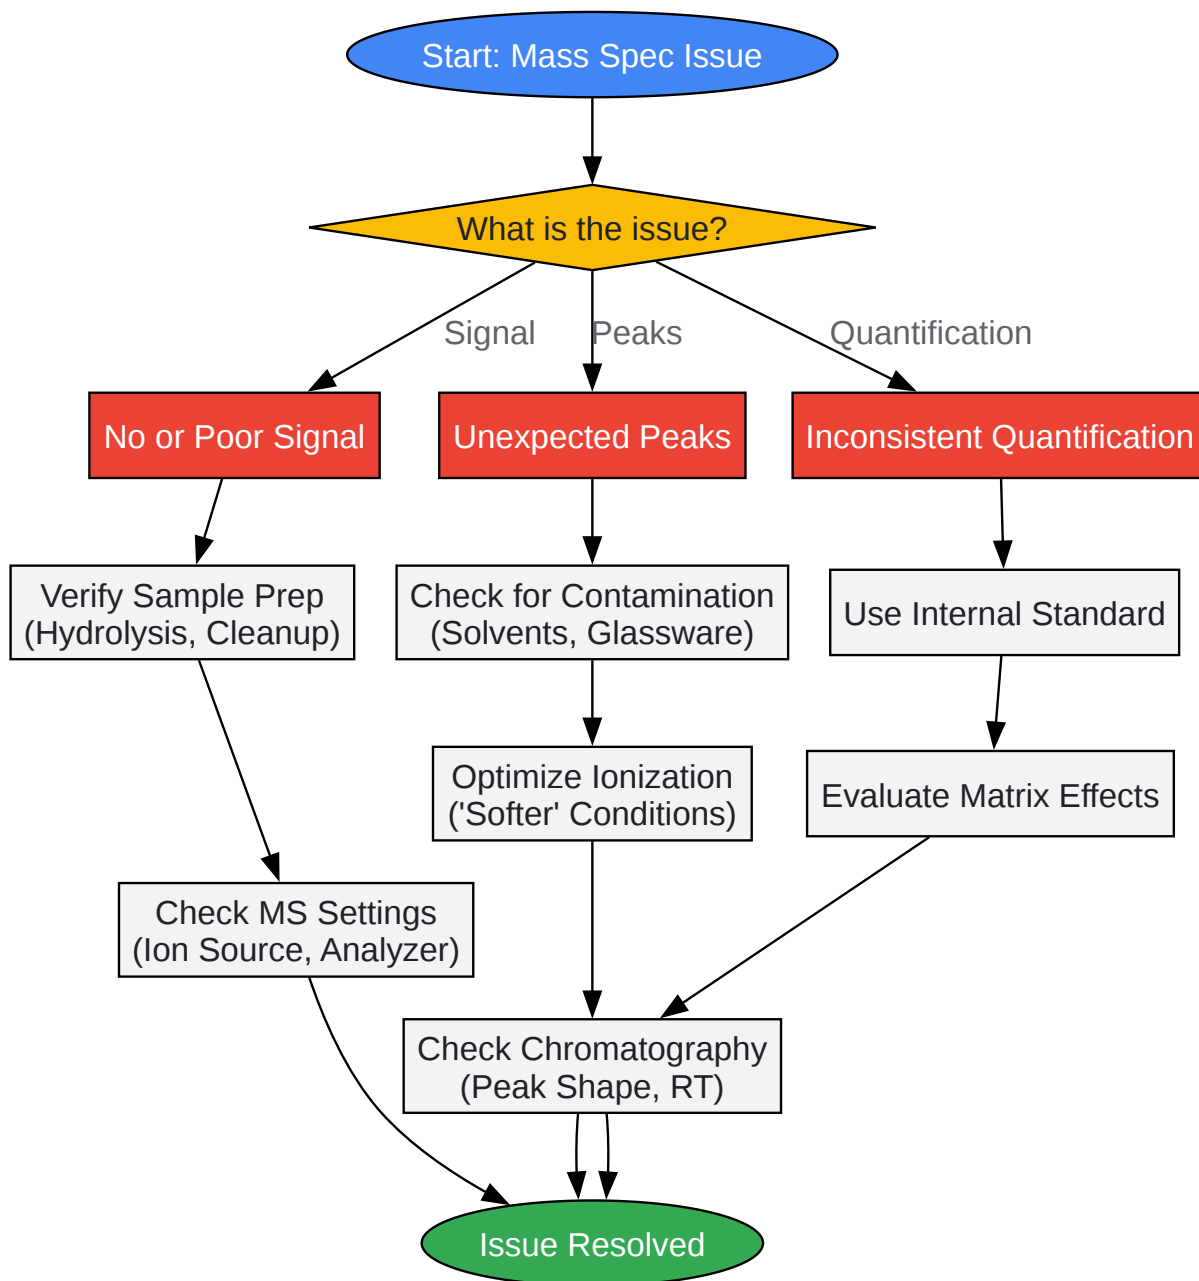 Start: Mass Spec Issue
What is the issue?
Signal
Peaks
Quantification
No or Poor Signal
Unexpected Peaks
Inconsistent Quantification
Verify Sample Prep
(Hydrolysis, Cleanup)
Check for Contamination
(Solvents, Glassware)
Use Internal Standard
Optimize Ionization
('Softer' Conditions)
Evaluate Matrix Effects
Check MS Settings
(Ion Source, Analyzer)
Check Chromatography
(Peak Shape, RT)
Issue Resolved